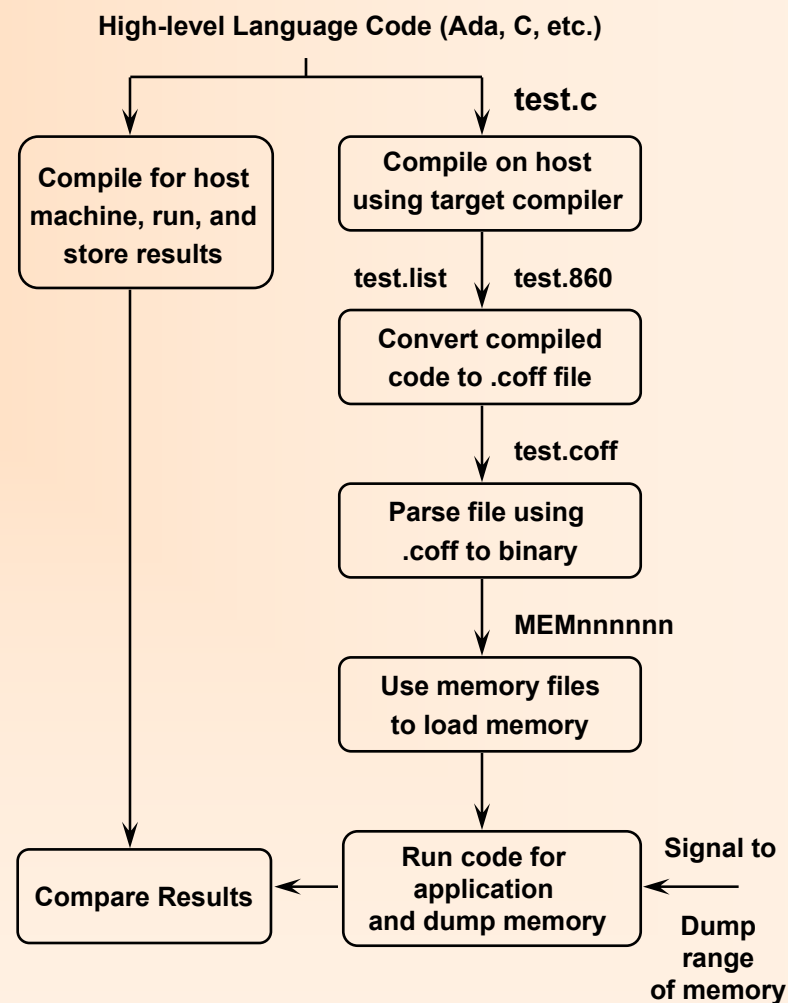 High-level Language Code (Ada, C, etc.)
test.c
Compile for host
machine, run, and
store results
Compile on host
using target compiler
test.list
test.860
Convert compiled
code to .coff file
test.coff
Parse file using
.coff to binary
MEMnnnnnn
Use memory files
to load memory
Compare Results
Run code for
application
and dump memory
Signal to
Dump
range
of memory